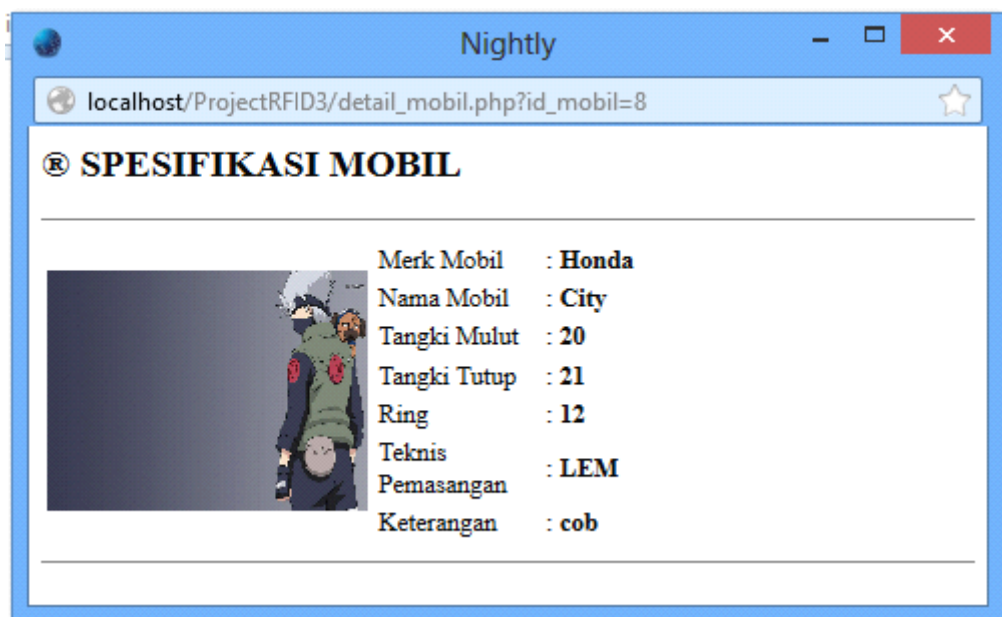 Nightly
localhost/ProjectRFID3/detail_mobil.php?id_mobil=8
® SPESIFIKASI MOBIL
Merk Mobil : Honda
Nama Mobil : City
Tangki Mulut : 20
Tangki Tutup : 21
Ring : 12
Teknis
Pemasangan : LEM
Keterangan : cob